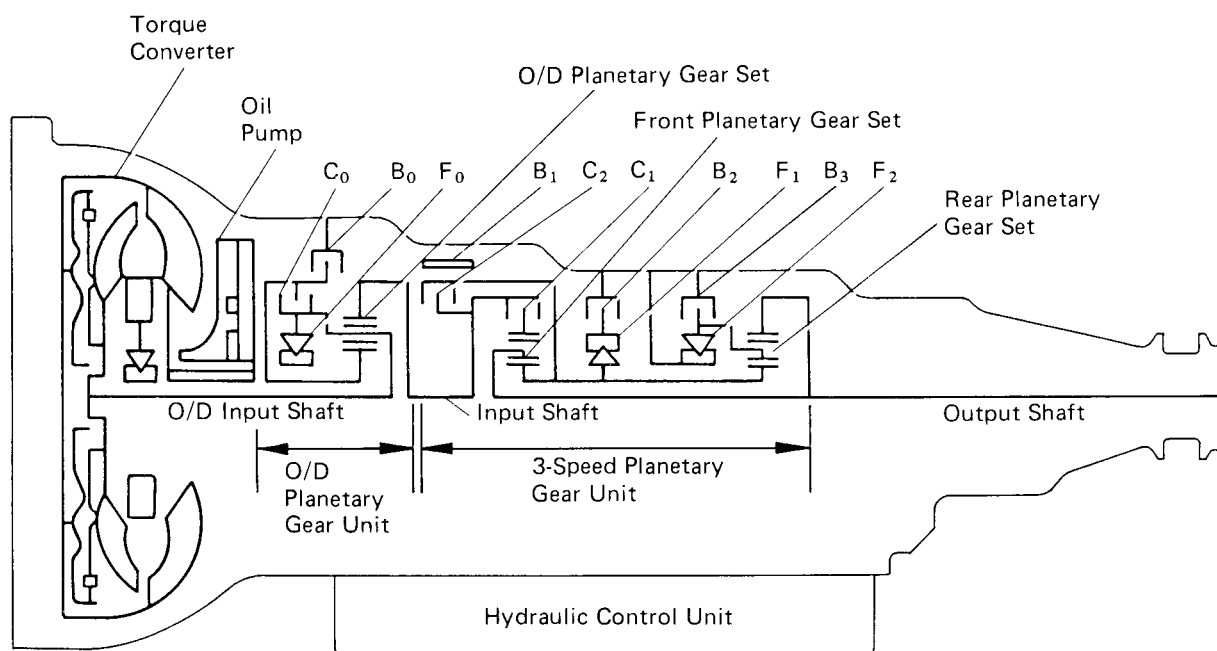 Torque
Converter
O/D Planetary Gear Set
Oil
Pump
Front Planetary Gear Set
C₀ B₀ F₀ B₁ C₂ C₁ B₂ F₁ B₃ F₂
Rear Planetary
Gear Set
O/D Input Shaft
Input Shaft
Output Shaft
O/D
Planetary
Gear Unit
3-Speed Planetary
Gear Unit
Hydraulic Control Unit